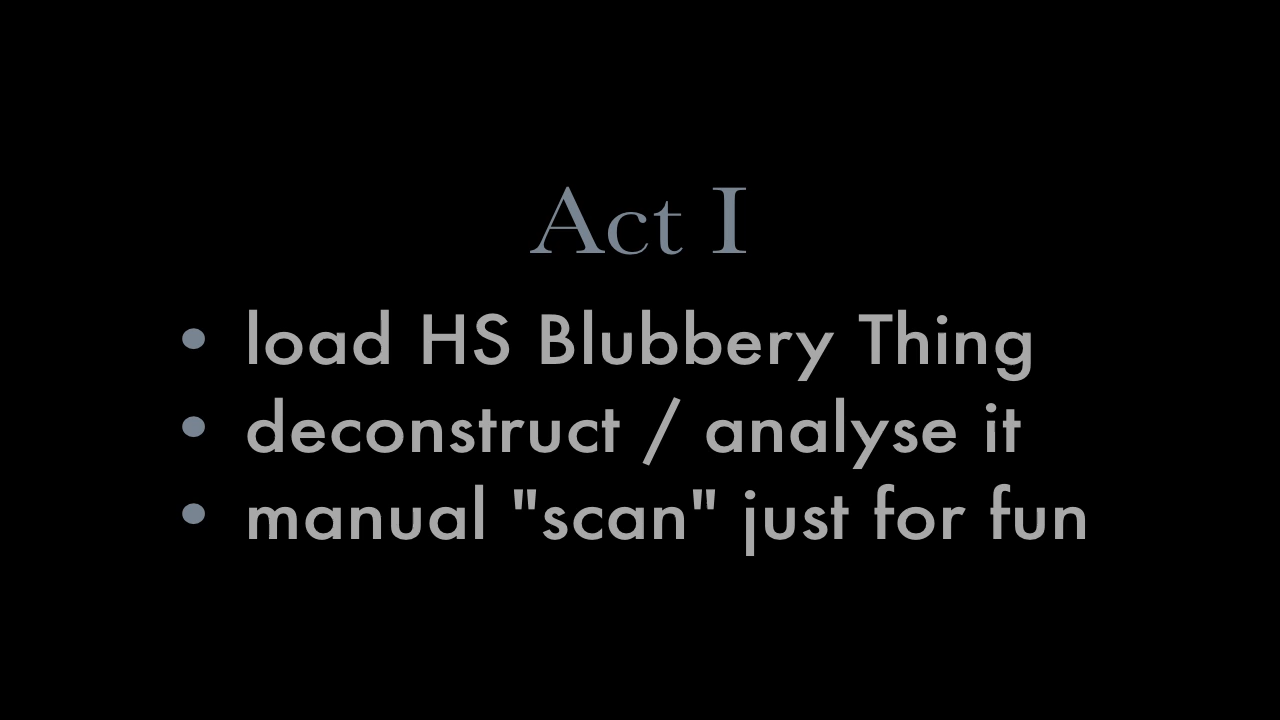 Act I
• load HS Blubbery Thing
• deconstruct / analyse it
• manual "scan" just for fun